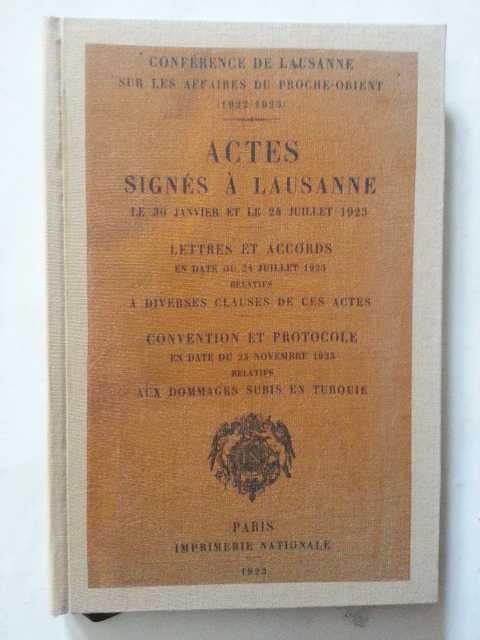 CONFÉRENCE DE LAUSANNE
SUR LES AFFAIRES DU PROCHE-ORIENT
(1922-1923)
ACTES
SIGNÉS À LAUSANNE
LE 30 JANVIER ET LE 24 JUILLET 1923
LETTRES ET ACCORDS
EN DATE DU 24 JUILLET 1923
RELATIFS
À DIVERSES CLAUSES DE CES ACTES
CONVENTION ET PROTOCOLE
EN DATE DU 23 NOVEMBRE 1923
RELATIFS
AUX DOMMAGES SUBIS EN TURQUIE
PARIS
IMPRIMERIE NATIONALE
1923